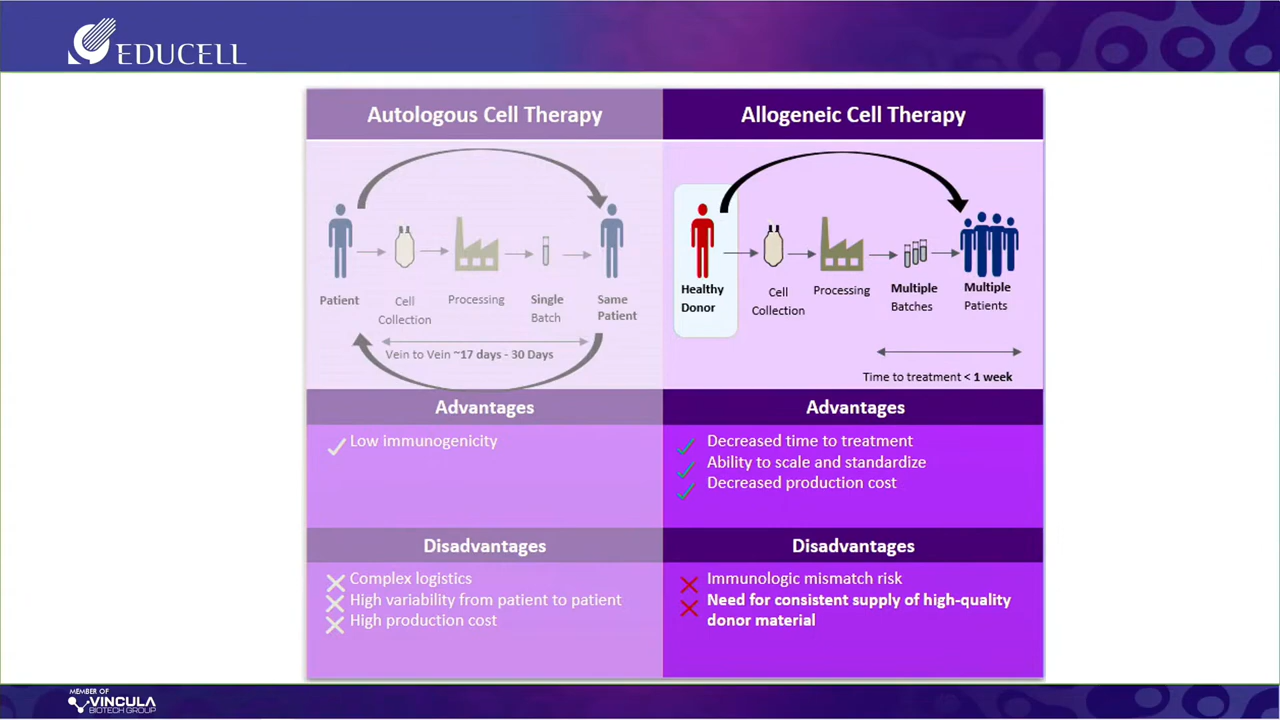 EDUCELL
Autologous Cell Therapy
Patient
Cell
Collection
Processing
Single
Batch
Same
Patient
Vein to Vein ~17 days - 30 Days
Advantages
Low immunogenicity
Disadvantages
Complex logistics
High variability from patient to patient
High production cost
Allogeneic Cell Therapy
Healthy
Donor
Cell
Collection
Processing
Multiple
Batches
Multiple
Patients
Time to treatment < 1 week
Advantages
Decreased time to treatment
Ability to scale and standardize
Decreased production cost
Disadvantages
Immunologic mismatch risk
Need for consistent supply of high-quality
donor material
MEMBER OF
VINCULA
BIOTECH GROUP